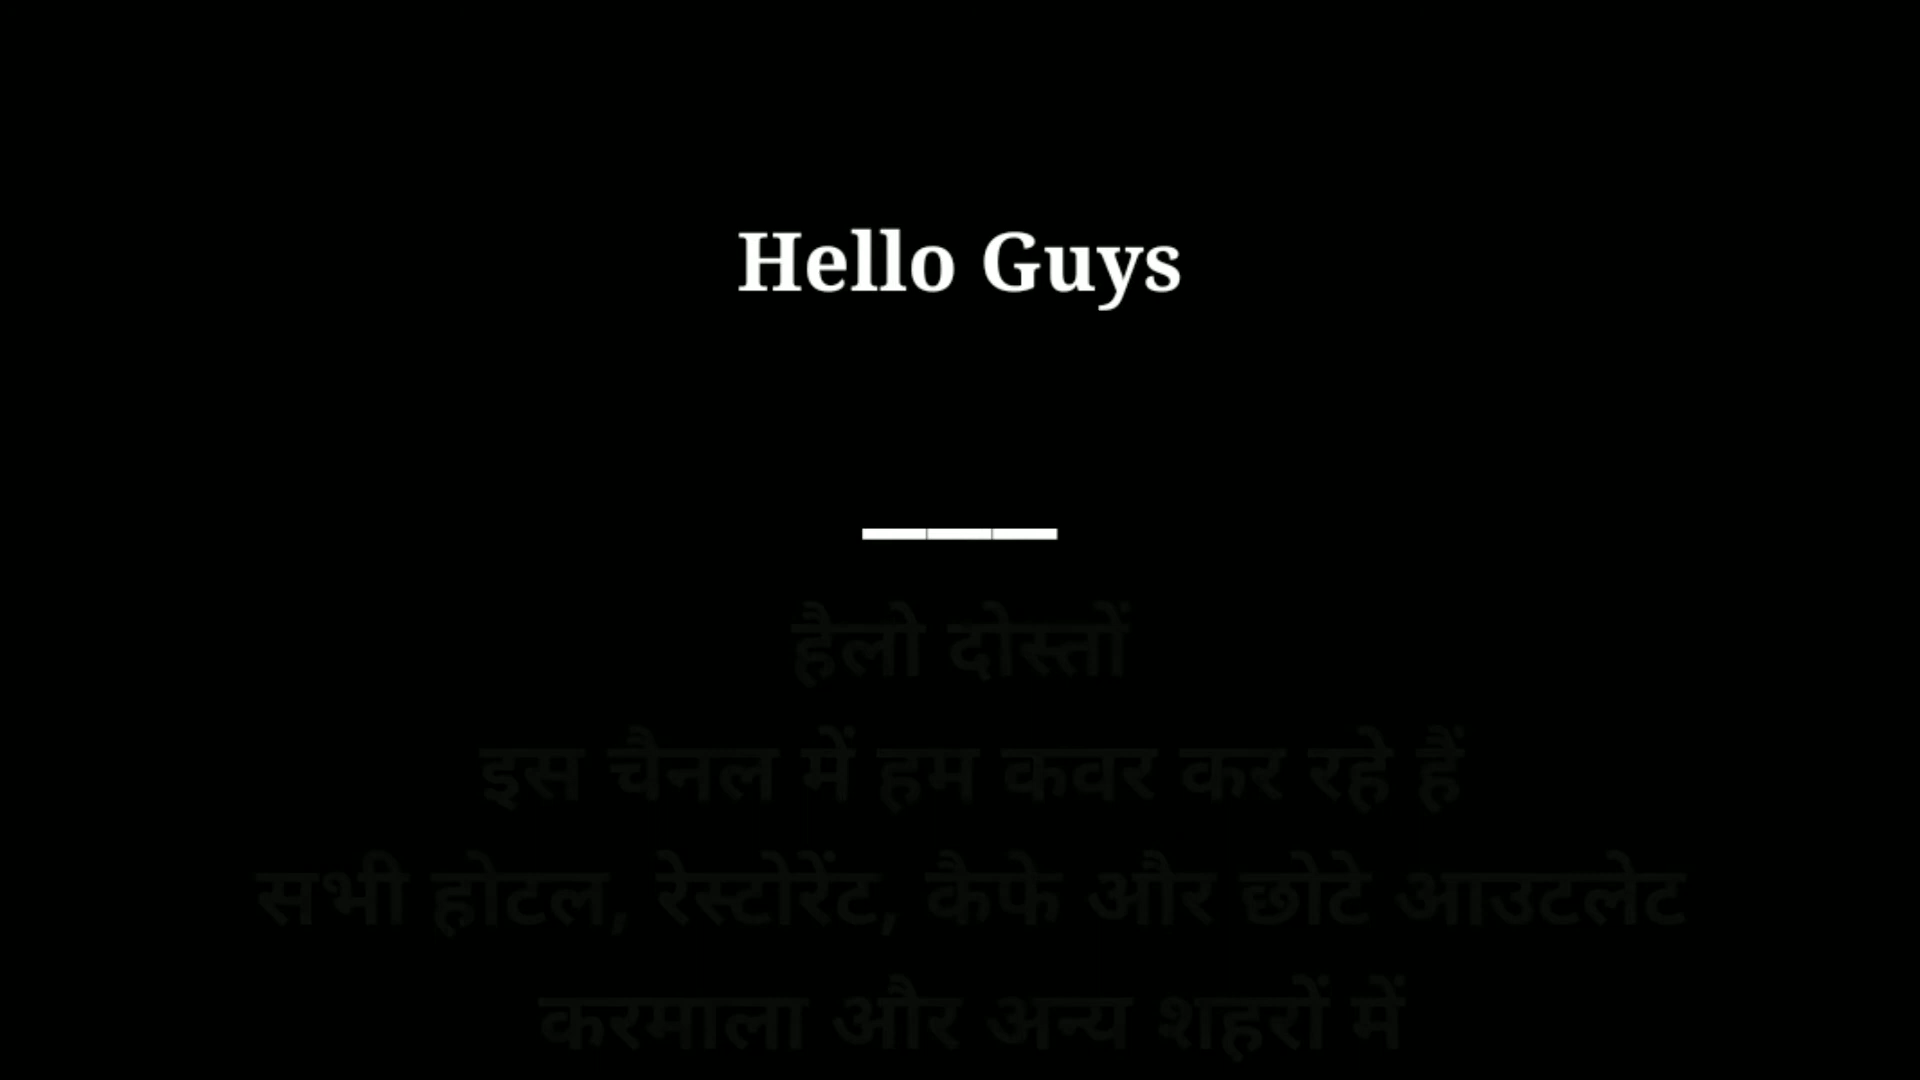 Hello Guys
हैलो दोस्तों
इस चैनल में हम कवर कर रहे हैं
सभी होटल, रेस्टोरेंट, कैफे और छोटे आउटलेट
करमाला और अन्य शहरों में